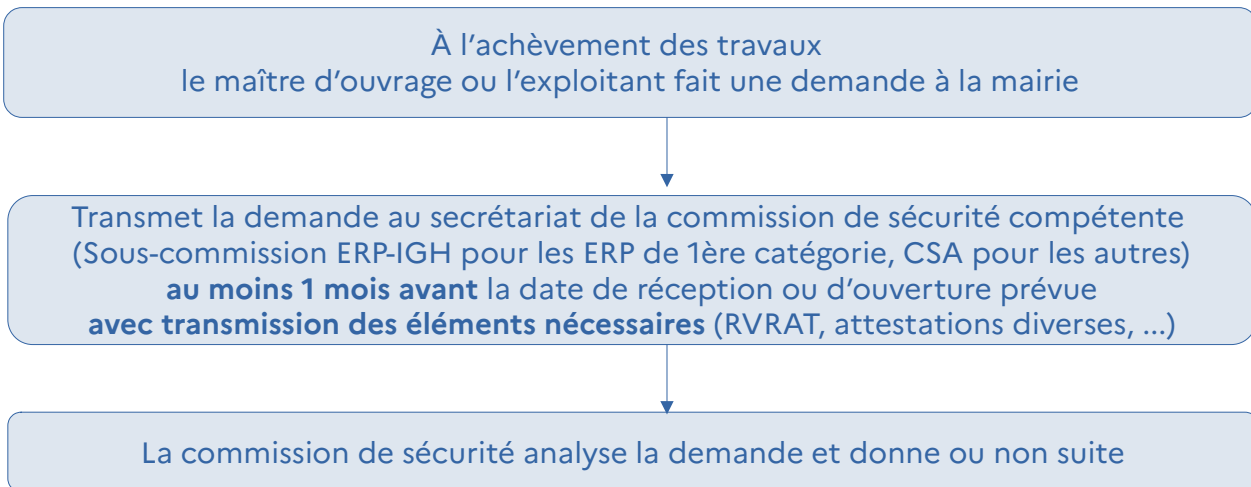 À l’achèvement des travaux
le maître d’ouvrage ou l’exploitant fait une demande à la mairie
Transmet la demande au secrétariat de la commission de sécurité compétente
(Sous-commission ERP-IGH pour les ERP de 1ère catégorie, CSA pour les autres)
au moins 1 mois avant la date de réception ou d’ouverture prévue
avec transmission des éléments nécessaires (RVRAT, attestations diverses, ...)
La commission de sécurité analyse la demande et donne ou non suite